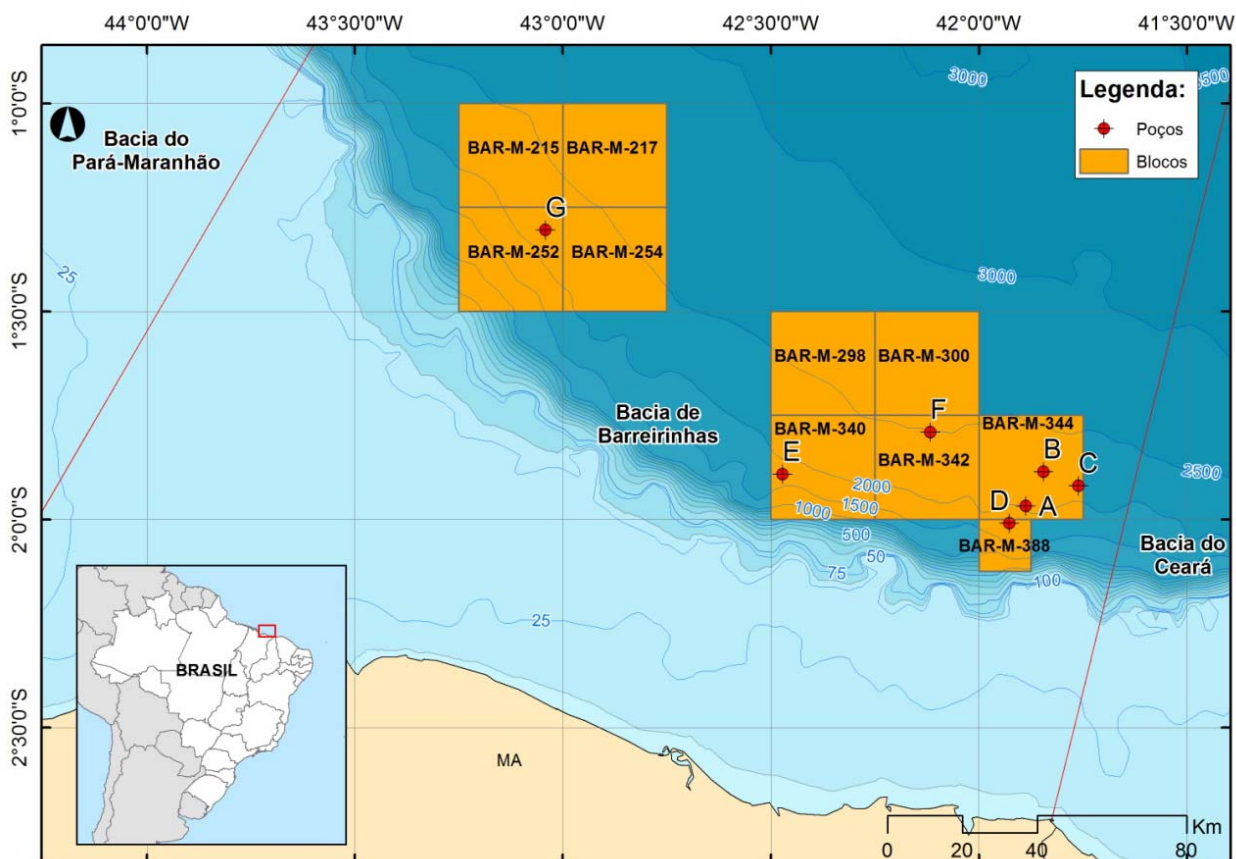 44°0'0"W
43°30'0"W
43°0'0"W
42°30'0"W
42°0'0"W
41°30'0"W
1°0'0"S
1°30'0"S
2°0'0"S
2°30'0"S
3000
Legenda:
Poços
Blocos
Bacia do
Pará-Maranhão
BAR-M-215
BAR-M-217
G
BAR-M-252
BAR-M-254
25
3000
BAR-M-298
BAR-M-300
Bacia de
Barreirinhas
F
BAR-M-340
BAR-M-342
BAR-M-344
E
B
C
D
A
2500
2000
1500
1000
500
50
75
100
BAR-M-388
Bacia do
Ceará
25
BRASIL
MA
Km
0
20
40
80